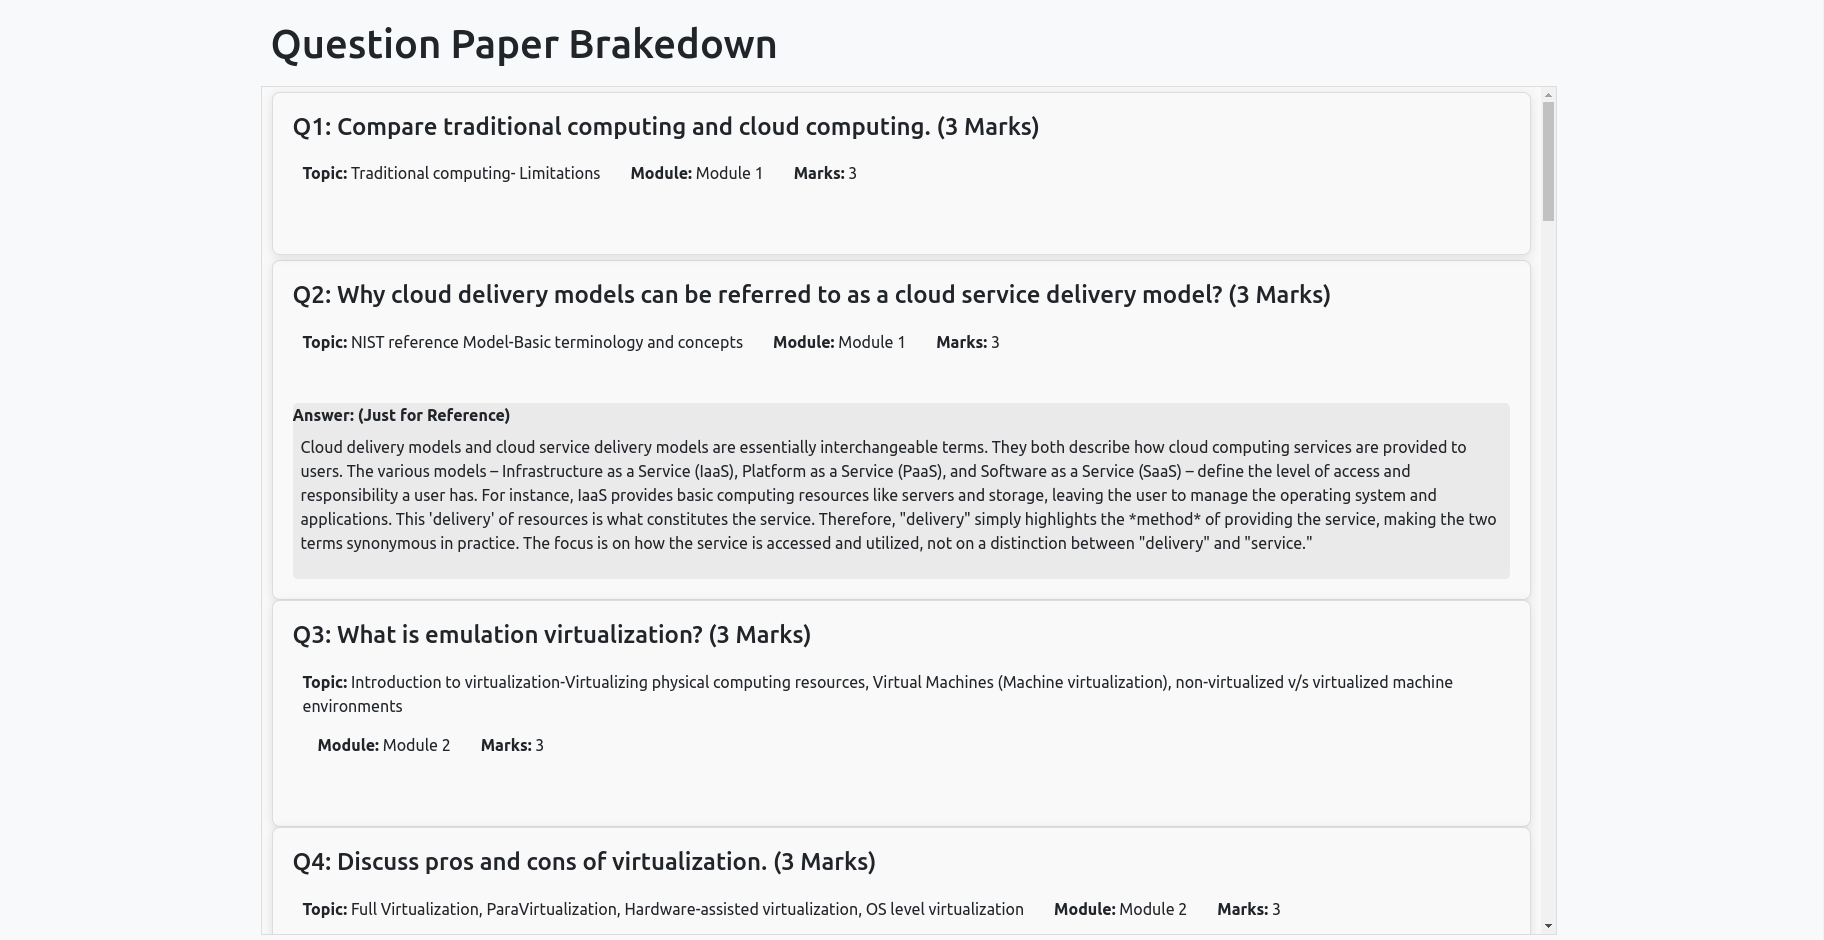 Question Paper Brakedown
Q1: Compare traditional computing and cloud computing. (3 Marks)
Topic: Traditional computing- Limitations Module: Module 1 Marks: 3
Q2: Why cloud delivery models can be referred to as a cloud service delivery model? (3 Marks)
Topic: NIST reference Model-Basic terminology and concepts Module: Module 1 Marks: 3
Answer: (Just for Reference)
Cloud delivery models and cloud service delivery models are essentially interchangeable terms. They both describe how cloud computing services are provided to
users. The various models – Infrastructure as a Service (IaaS), Platform as a Service (PaaS), and Software as a Service (SaaS) – define the level of access and
responsibility a user has. For instance, IaaS provides basic computing resources like servers and storage, leaving the user to manage the operating system and
applications. This 'delivery' of resources is what constitutes the service. Therefore, "delivery" simply highlights the *method* of providing the service, making the two
terms synonymous in practice. The focus is on how the service is accessed and utilized, not on a distinction between "delivery" and "service."
Q3: What is emulation virtualization? (3 Marks)
Topic: Introduction to virtualization-Virtualizing physical computing resources, Virtual Machines (Machine virtualization), non-virtualized v/s virtualized machine
environments
Module: Module 2 Marks: 3
Q4: Discuss pros and cons of virtualization. (3 Marks)
Topic: Full Virtualization, ParaVirtualization, Hardware-assisted virtualization, OS level virtualization Module: Module 2 Marks: 3